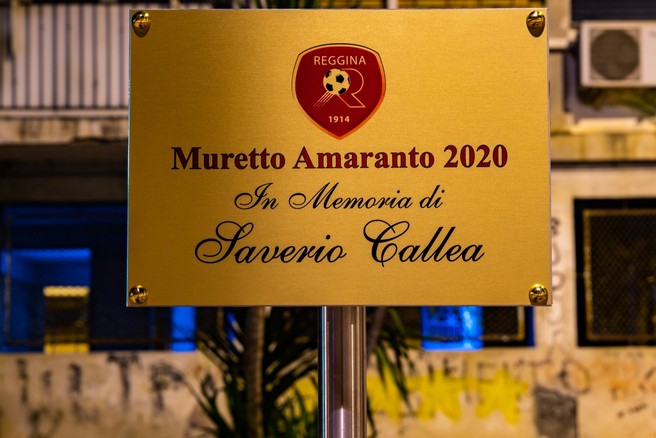 REGGINA
R
1914
Muretto Amaranto 2020
In Memoria di
Saverio Callea